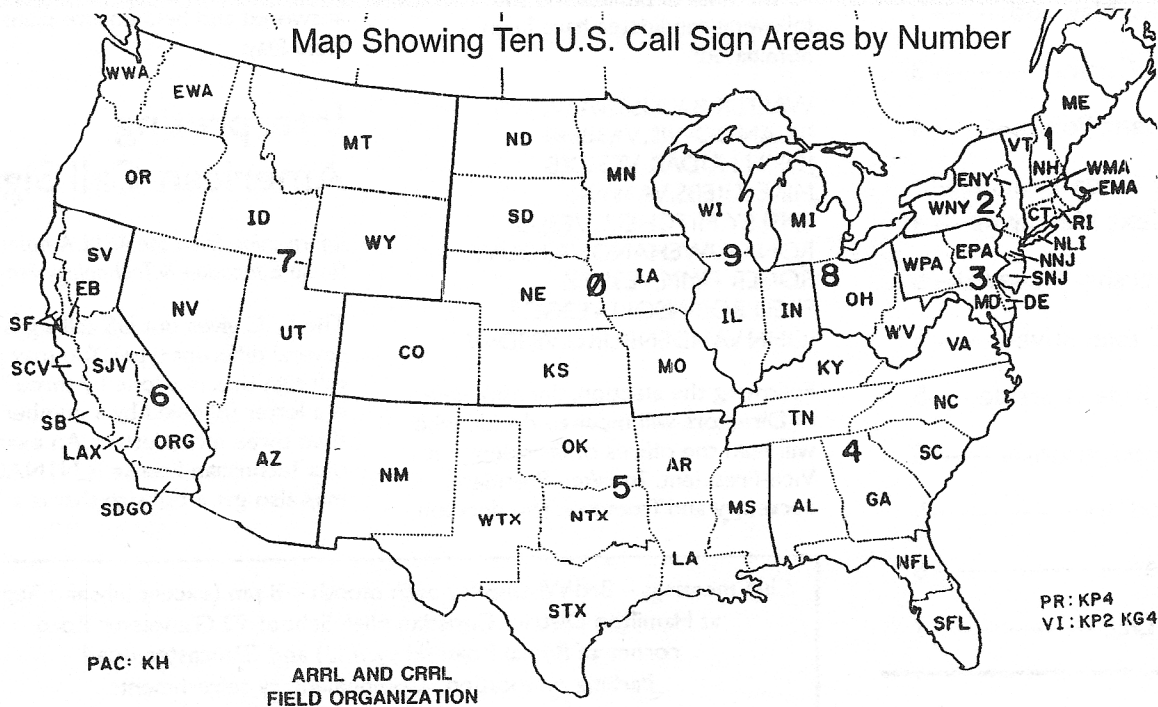 Map Showing Ten U.S. Call Sign Areas by Number
WWA
EWA
MT
ND
MN
ME
VT
1
NH
WMA
EMA
OR
ID
7
WY
SD
WI
MI
ENY
WNY
2
CT
RI
NLI
NNJ
SNJ
SV
EB
NV
UT
NE
Ø
IA
9
8
IL
IN
OH
WPA
EPA
3
MD
DE
WV
VA
SF
SCV
SJV
6
CO
KS
MO
KY
SB
LAX
ORG
SDGO
AZ
NM
OK
5
AR
TN
NC
4
SC
WTX
NTX
MS
AL
GA
LA
STX
NFL
SFL
PR: KP4
VI: KP2 KG4
PAC: KH
ARRL AND CRRL
FIELD ORGANIZATION